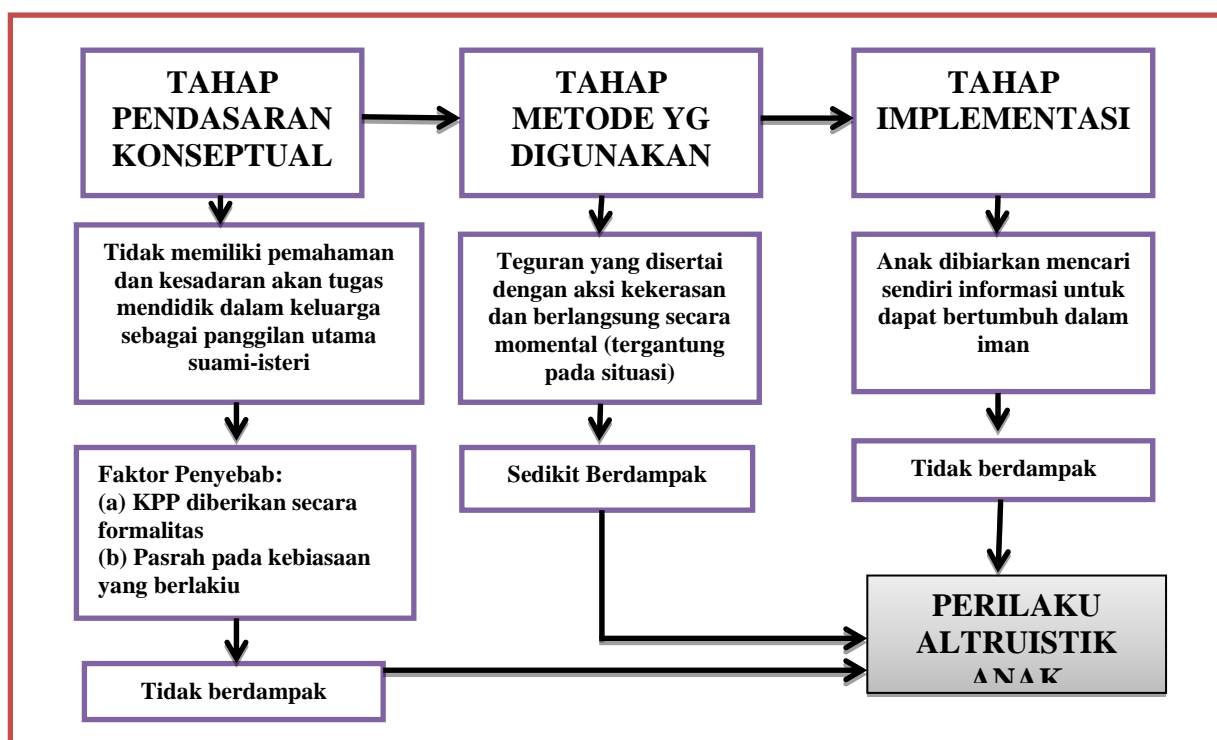 TAHAP
PENDASARAN
KONSEPTUAL
TAHAP
METODE YG
DIGUNAKAN
TAHAP
IMPLEMENTASI
Tidak memiliki pemahaman
dan kesadaran akan tugas
mendidik dalam keluarga
sebagai panggilan utama
suami-isteri
Teguran yang disertai
dengan aksi kekerasan
dan berlangsung secara
momental (tergantung
pada situasi)
Anak dibiarkan mencari
sendiri informasi untuk
dapat bertumbuh dalam
iman
Faktor Penyebab:
(a) KPP diberikan secara
formalitas
(b) Pasrah pada kebiasaan
yang berlakiu
Sedikit Berdampak
Tidak berdampak
Tidak berdampak
PERILAKU
ALTRUISTIK
ANAK